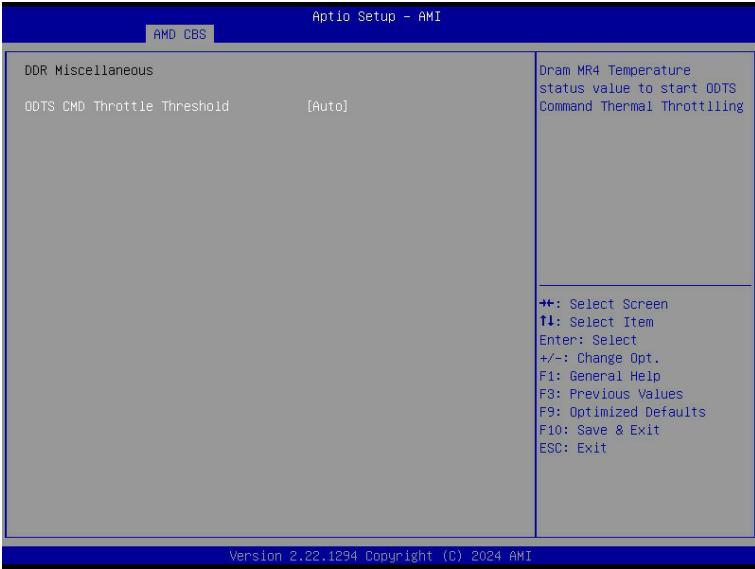 Aptio Setup – AMI
AMD CBS
DDR Miscellaneous
ODTS CMD Throttle Threshold [Auto]
Dram MR4 Temperature
status value to start ODTS
Command Thermal Throttlling
→←: Select Screen
↑↓: Select Item
Enter: Select
+/-: Change Opt.
F1: General Help
F3: Previous Values
F9: Optimized Defaults
F10: Save & Exit
ESC: Exit
Version 2.22.1294 Copyright (C) 2024 AMI